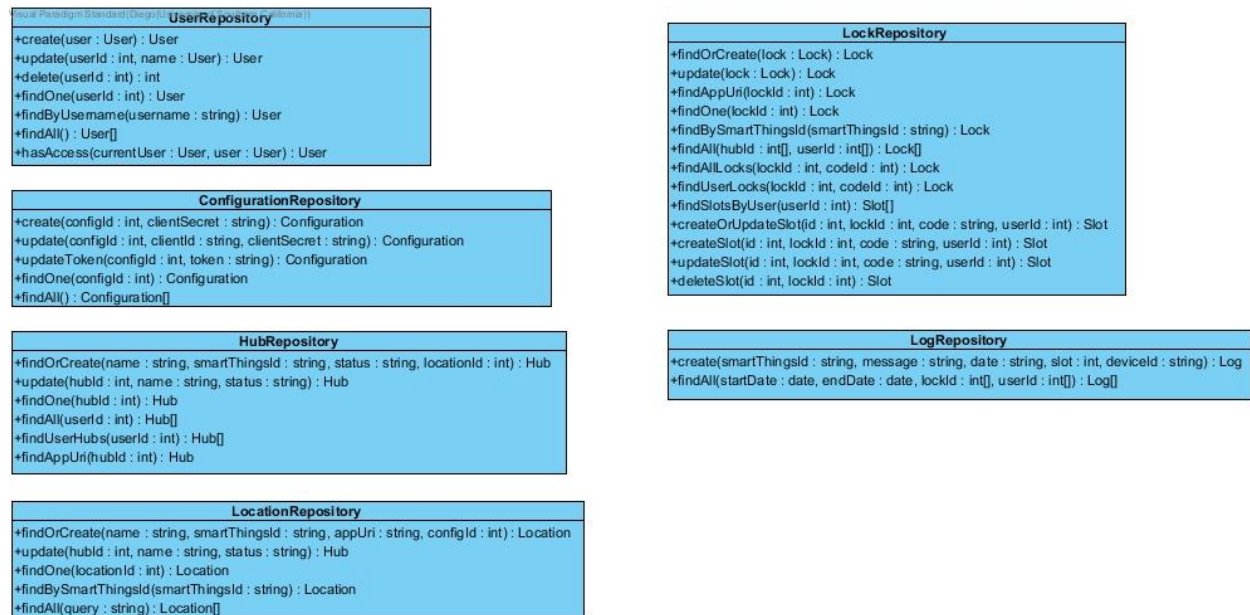 Visual Paradigm Standard(Diego(University of Southern California))
UserRepository
+create(user : User) : User
+update(userId : int, name : User) : User
+delete(userId : int) : int
+findOne(userId : int) : User
+findByUsername(username : string) : User
+findAll() : User[]
+hasAccess(currentUser : User, user : User) : User
ConfigurationRepository
+create(configId : int, clientSecret : string) : Configuration
+update(configId : int, clientId : string, clientSecret : string) : Configuration
+updateToken(configId : int, token : string) : Configuration
+findOne(configId : int) : Configuration
+findAll() : Configuration[]
HubRepository
+findOrCreate(name : string, smartThingsId : string, status : string, locationId : int) : Hub
+update(hubId : int, name : string, status : string) : Hub
+findOne(hubId : int) : Hub
+findAll(userId : int) : Hub[]
+findUserHubs(userId : int) : Hub[]
+findAppUri(hubId : int) : Hub
LocationRepository
+findOrCreate(name : string, smartThingsId : string, appUri : string, configId : int) : Location
+update(hubId : int, name : string, status : string) : Hub
+findOne(locationId : int) : Location
+findBySmartThingsId(smartThingsId : string) : Location
+findAll(query : string) : Location[]
LockRepository
+findOrCreate(lock : Lock) : Lock
+update(lock : Lock) : Lock
+findAppUri(lockId : int) : Lock
+findOne(lockId : int) : Lock
+findBySmartThingsId(smartThingsId : string) : Lock
+findAll(hubId : int[], userId : int[]) : Lock[]
+findAllLocks(lockId : int, codeId : int) : Lock
+findUserLocks(lockId : int, codeId : int) : Lock
+findSlotsByUser(userId : int) : Slot[]
+createOrUpdateSlot(id : int, lockId : int, code : string, userId : int) : Slot
+createSlot(id : int, lockId : int, code : string, userId : int) : Slot
+updateSlot(id : int, lockId : int, code : string, userId : int) : Slot
+deleteSlot(id : int, lockId : int) : Slot
LogRepository
+create(smartThingsId : string, message : string, date : string, slot : int, deviceId : string) : Log
+findAll(startDate : date, endDate : date, lockId : int[], userId : int[]) : Log[]